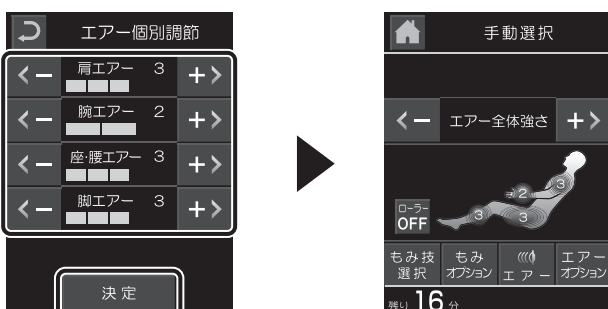 エアー個別調節
肩エアー 3
腕エアー 2
座·腰エアー 3
脚エアー 3
決定
手動選択
エアー全体強さ
3
2
3
3
ローラー
OFF
もみ技
選択
もみ
オプション
エアー
エアー
オプション
残り 16 分